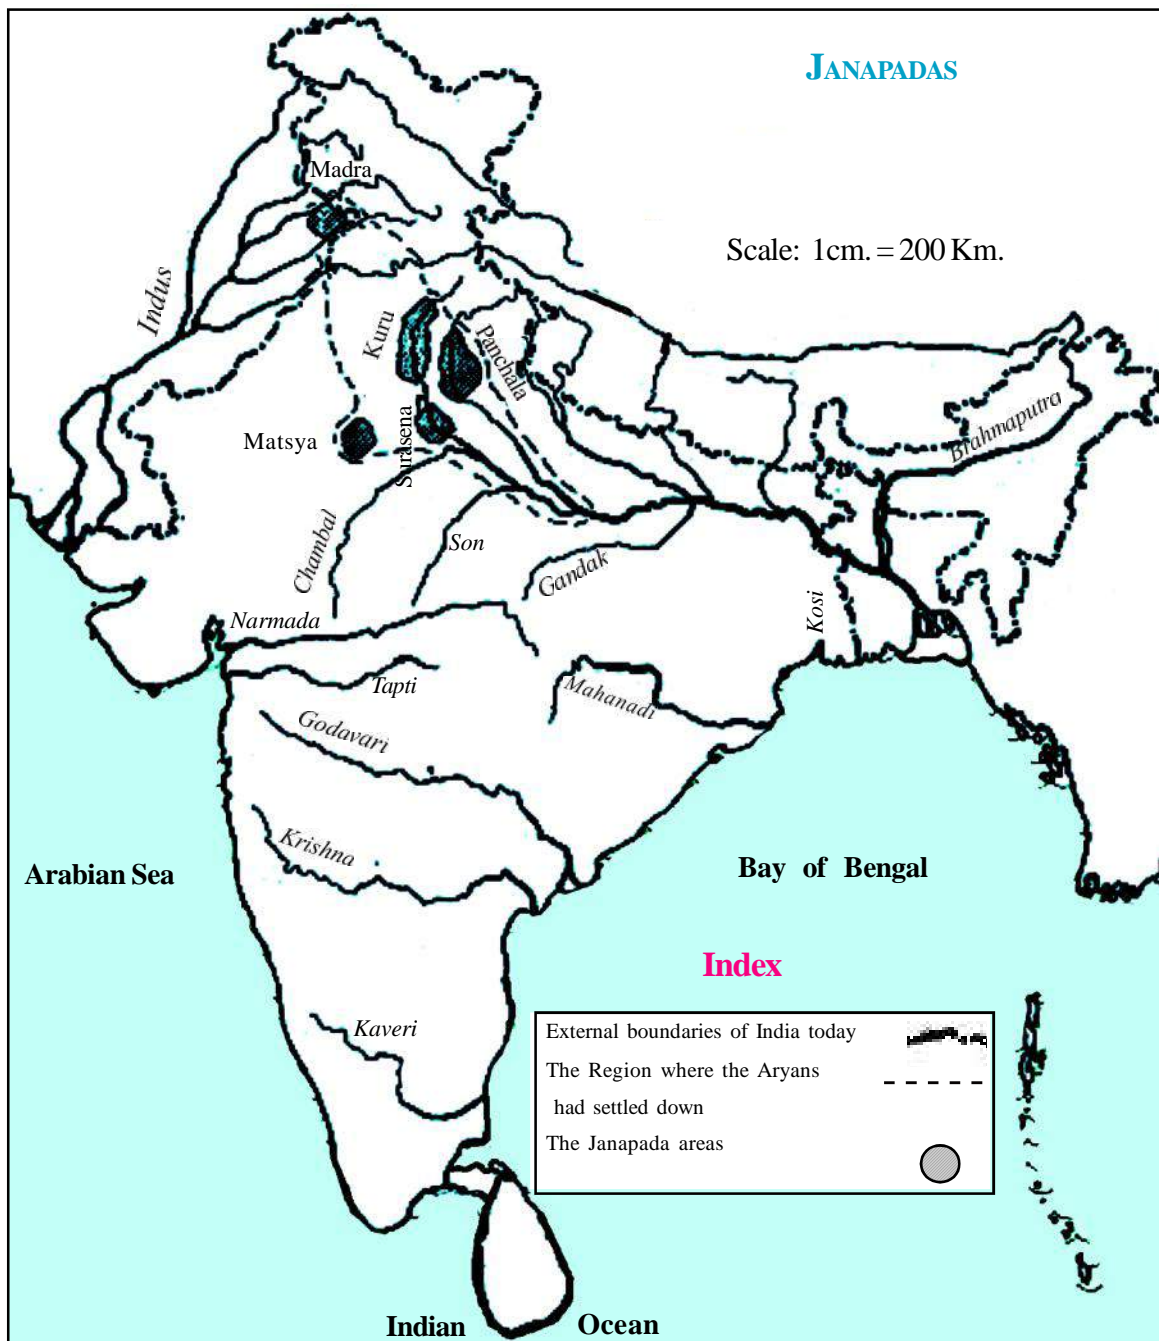 JANAPADAS
Madra
Scale: 1cm. = 200 Km.
Indus
Kuru
Panchala
Matsya
Surasena
Brahmaputra
Chambal
Son
Gandak
Kosi
Narmada
Tapti
Mahanadi
Godavari
Krishna
Arabian Sea
Bay of Bengal
Index
External boundaries of India today
The Region where the Aryans
had settled down
The Janapada areas
Kaveri
Indian Ocean